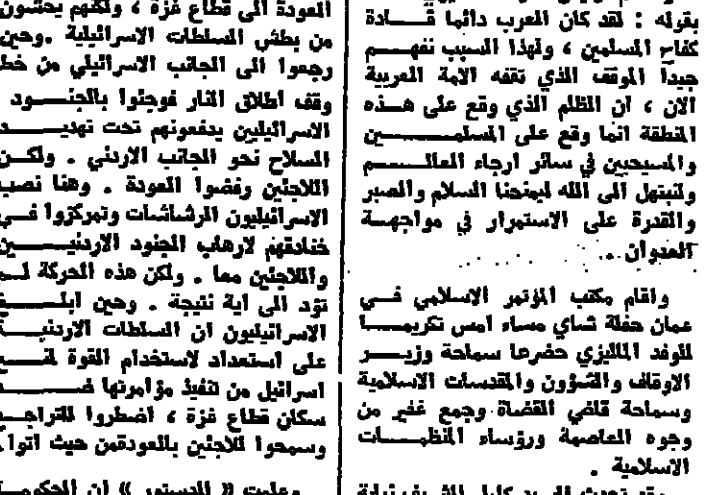 بقوله : لقد كان العرب دائما قادة
كفاح المسلمين ، ولهذا السبب نفهم
جيدا الموقف الذي تقفه الامة العربية
الان ، ان الظلم الذي وقع على هذه
المنطقة انما وقع على المسلمين
والمسيحيين في سائر ارجاء العالم
ولنبتهل الى الله ليمنحنا السلام والصبر
والقدرة على الاستمرار في مواجهة
العدوان ..
واقام مكتب المؤتمر الاسلامي في
عمان حفلة شاي مساء امس تكريما
للوفد الماليزي حضرها سماحة وزير
الاوقاف والشؤون والمقدسات الاسلامية
وسماحة قاضي القضاة وجمع غفير من
وجوه العاصمة ورؤساء المنظمات
الاسلامية .
العودة الى قطاع غزة ، ولكنهم يخشون
من بطش السلطات الاسرائيلية .وحين
رجعوا الى الجانب الاسرائيلي من خط
وقف اطلاق النار فوجئوا بالجنود
الاسرائيليين يدفعونهم تحت تهديد
السلاح نحو الجانب الاردني . ولكن
اللاجئين رفضوا العودة . وهنا نصب
الاسرائيليون الرشاشات وتمركزوا في
خنادقهم لارهاب الجنود الاردنيين
واللاجئين معا . ولكن هذه الحركة لم
تؤد الى اية نتيجة . وحين ابلغ
الاسرائيليون ان السلطات الاردنية
على استعداد لاستخدام القوة لمنع
اسرائيل من تنفيذ مؤامرتها ضد
سكان قطاع غزة ، اضطروا للتراجع
وسمحوا للاجئين بالعودةمن حيث اتوا
وعلمت « الدستور » ان الحكومة